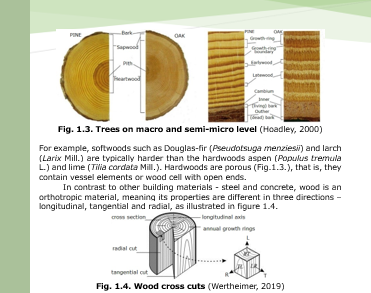 PINE
OAK
Bark
Sapwood
Pith
Heartwood
PINE
OAK
Growth-ring
Growth-ring
boundary
Earlywood
Latewood
Cambium
Inner
(living) bark
Outher
(dead) bark
Fig. 1.3. Trees on macro and semi-micro level (Hoadley, 2000)
For example, softwoods such as Douglas-fir (Pseudotsuga menziesii) and larch
(Larix Mill.) are typically harder than the hardwoods aspen (Populus tremula
L.) and lime (Tilia cordata Mill.). Hardwoods are porous (Fig.1.3.), that is, they
contain vessel elements or wood cell with open ends.
In contrast to other building materials - steel and concrete, wood is an
orthotropic material, meaning its properties are different in three directions –
longitudinal, tangential and radial, as illustrated in figure 1.4.
cross section
longitudinal axis
annual growth rings
radial cut
tangential cut
L
R
T
Fig. 1.4. Wood cross cuts (Wertheimer, 2019)